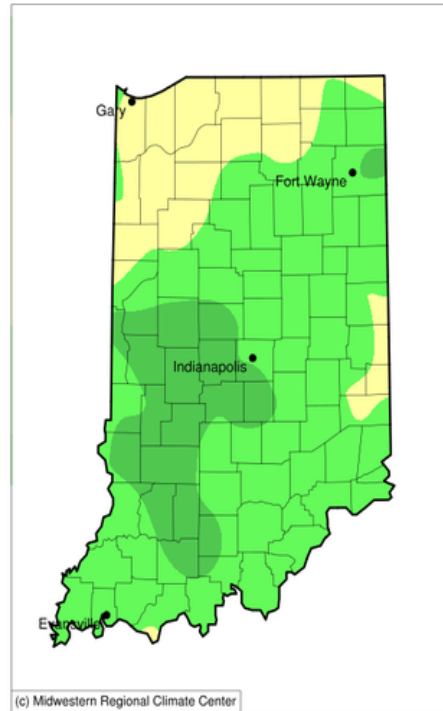 Gary
Fort Wayne
Indianapolis
Evansville
(c) Midwestern Regional Climate Center